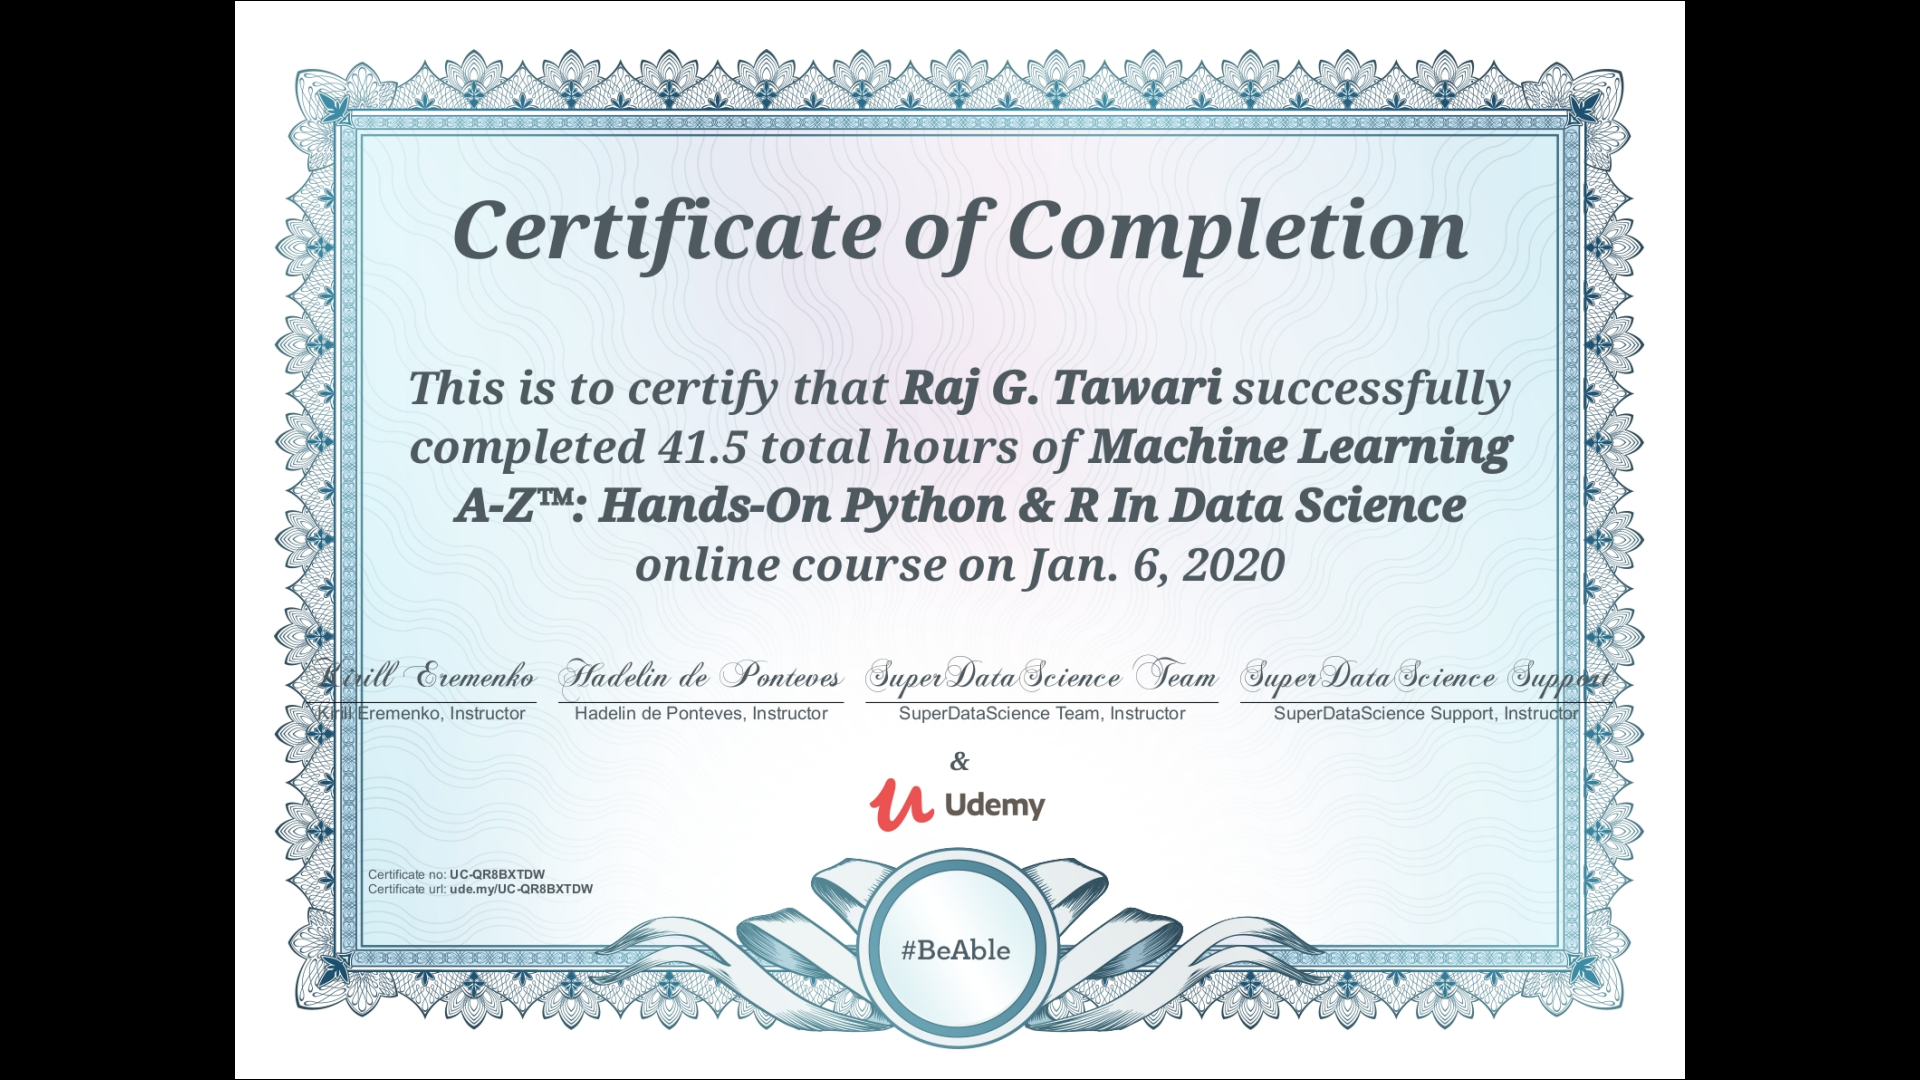 Certificate of Completion
This is to certify that Raj G. Tawari successfully
completed 41.5 total hours of Machine Learning
A-Z™: Hands-On Python & R In Data Science
online course on Jan. 6, 2020
Kirill Eremenko Hadelin de Ponteves SuperDataScience Team SuperDataScience Support
Kirill Eremenko, Instructor Hadelin de Ponteves, Instructor SuperDataScience Team, Instructor SuperDataScience Support, Instructor
&
Udemy
Certificate no: UC-QR8BXTDW
Certificate url: ude.my/UC-QR8BXTDW
#BeAble